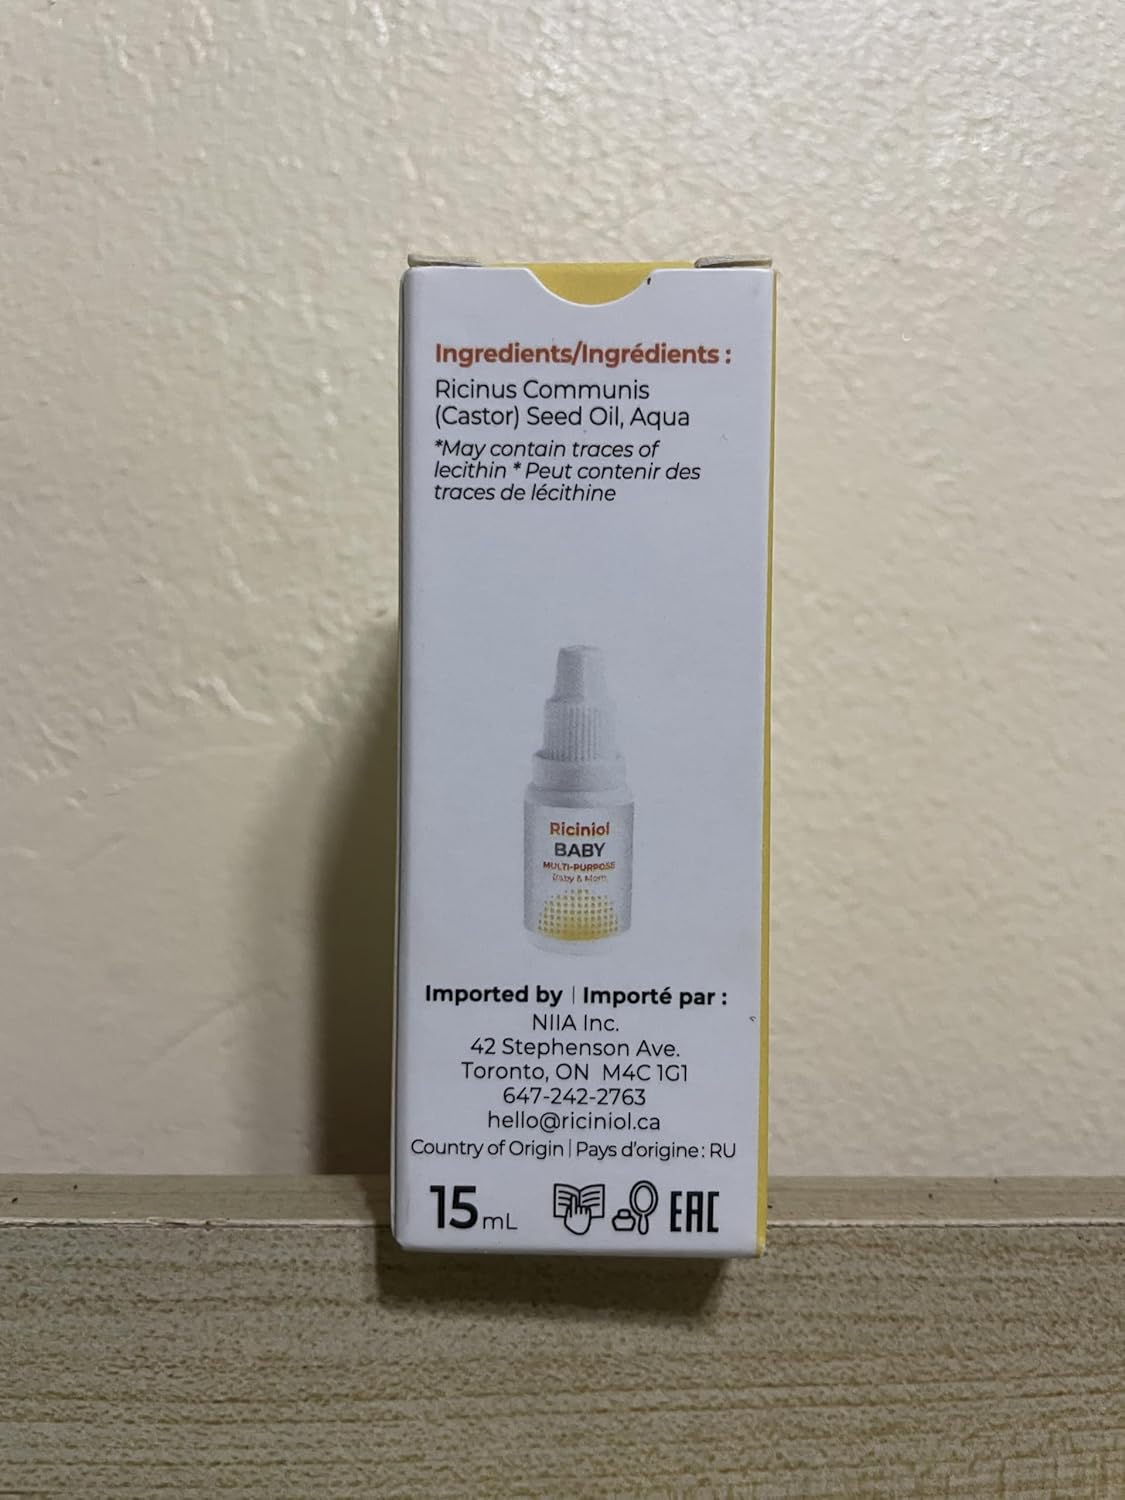 Ingredients/Ingrédients :
Ricinus Communis
(Castor) Seed Oil, Aqua
*May contain traces of
lecithin * Peut contenir des
traces de lécithine
Riciniol
BABY
MULTI-PURPOSE
Baby & Mom
Imported by | Importé par :
NIIA Inc.
42 Stephenson Ave.
Toronto, ON M4C 1G1
647-242-2763
hello@riciniol.ca
Country of Origin | Pays d'origine : RU
15 mL
EAC